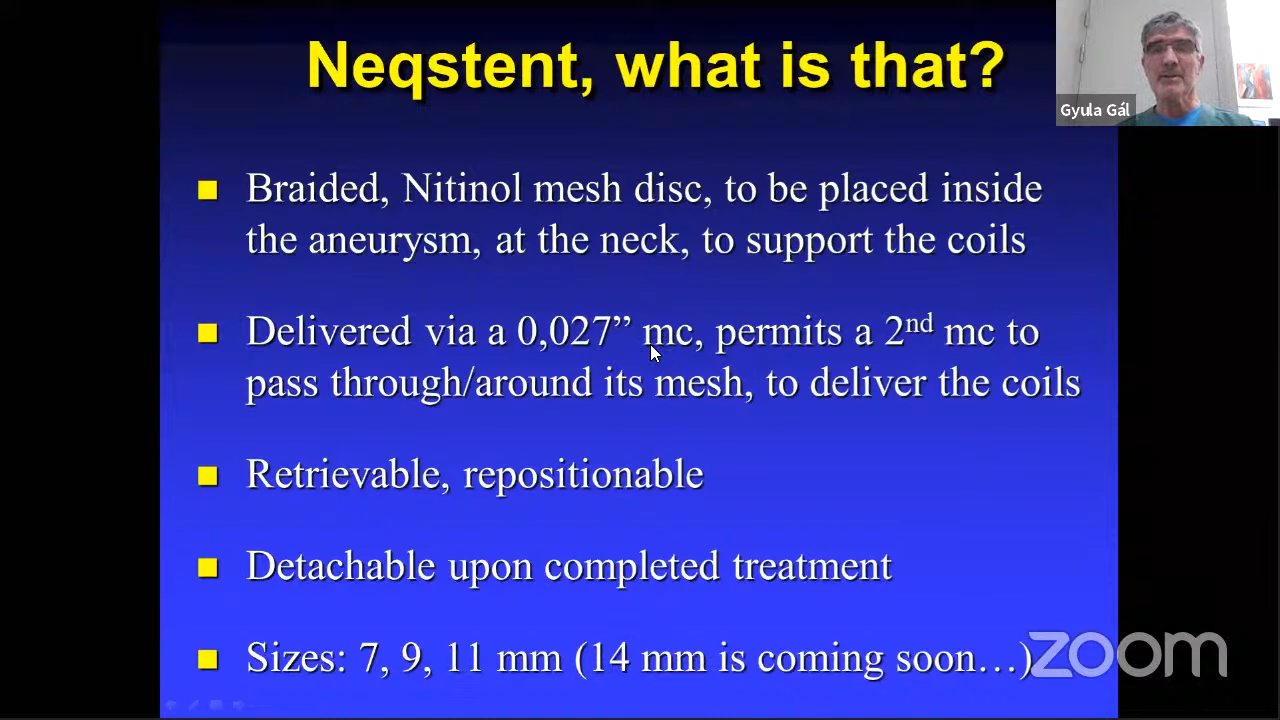 Neqstent, what is that?
Gyula Gál
Braided, Nitinol mesh disc, to be placed inside
the aneurysm, at the neck, to support the coils
Delivered via a 0,027” mc, permits a 2nd mc to
pass through/around its mesh, to deliver the coils
Retrievable, repositionable
Detachable upon completed treatment
Sizes: 7, 9, 11 mm (14 mm is coming soon…)
zoom